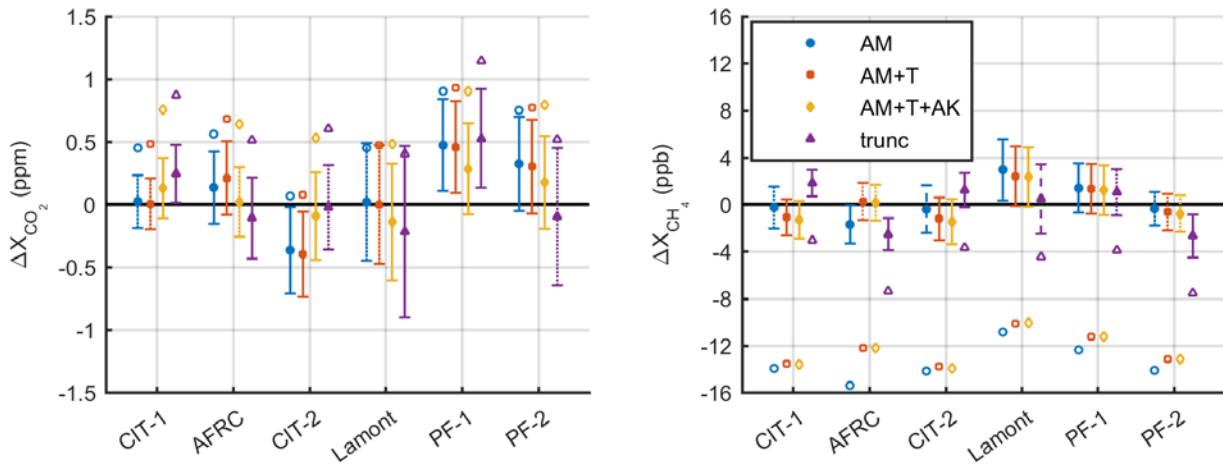 ΔX_CO₂ (ppm)
1.5
1
0.5
0
-0.5
-1
-1.5
CIT-1
AFRC
CIT-2
Lamont
PF-1
PF-2
ΔX_CH₄ (ppb)
16
12
8
4
0
-4
-8
-12
-16
AM
AM+T
AM+T+AK
trunc
CIT-1
AFRC
CIT-2
Lamont
PF-1
PF-2